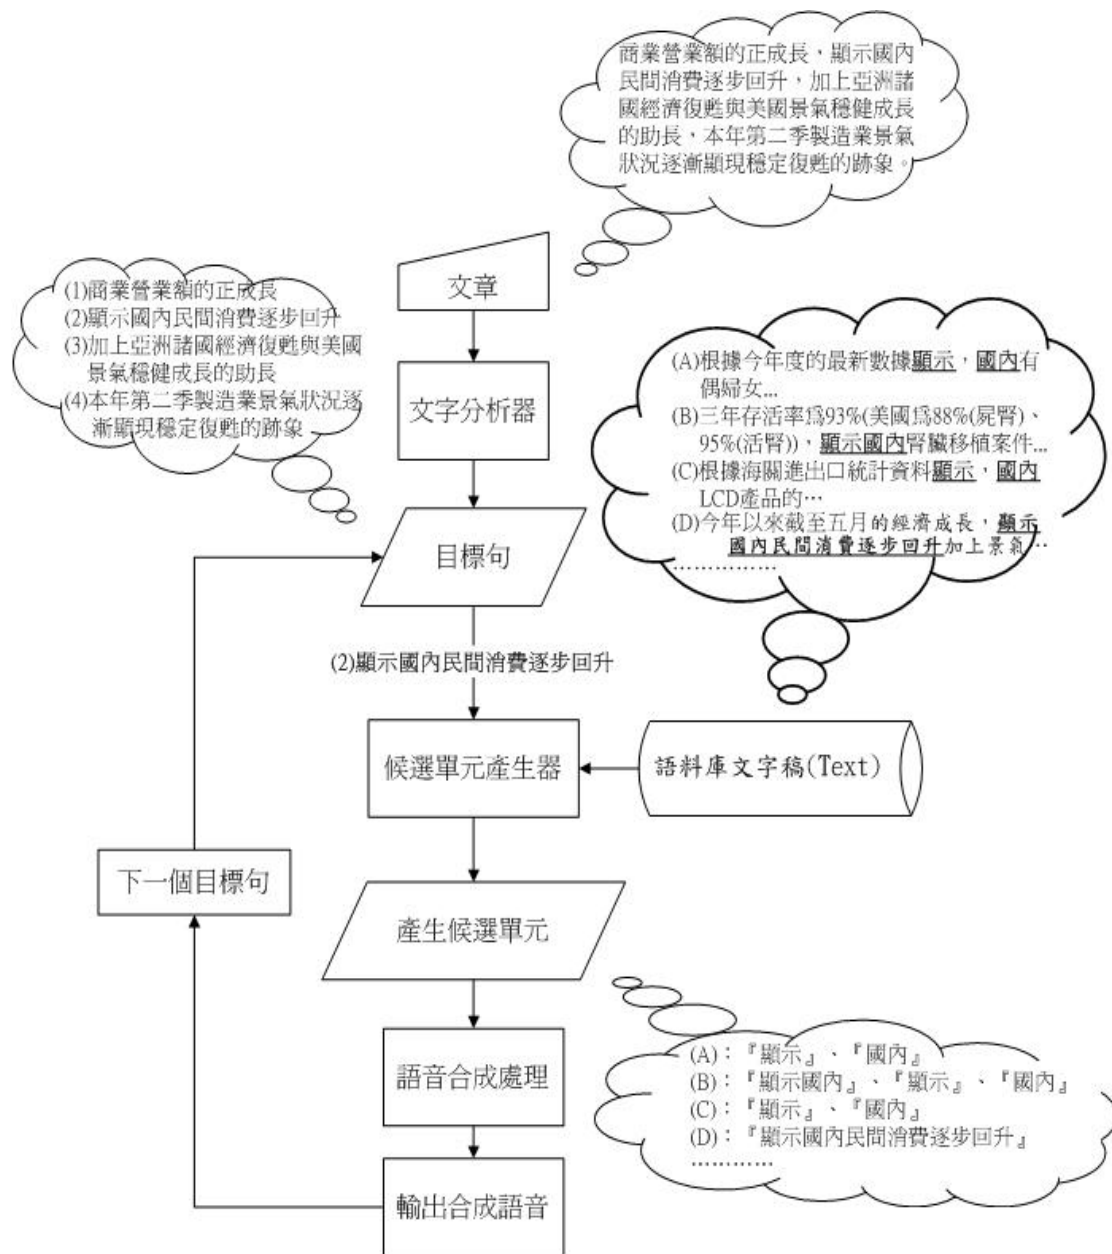 商業營業額的正成長，顯示國內
民間消費逐步回升，加上亞洲諸
國經濟復甦與美國景氣穩健成長
的助長，本年第二季製造業景氣
狀況逐漸顯現穩定復甦的跡象。
文章
(1)商業營業額的正成長
(2)顯示國內民間消費逐步回升
(3)加上亞洲諸國經濟復甦與美國
景氣穩健成長的助長
(4)本年第二季製造業景氣狀況逐
漸顯現穩定復甦的跡象
文字分析器
(A)根據今年度的最新數據顯示，國內有
偶婦女...
(B)三年存活率爲93%(美國爲88%(屍腎)、
95%(活腎))，顯示國內腎臟移植案件...
(C)根據海關進出口統計資料顯示，國內
LCD產品的…
(D)今年以來截至五月的經濟成長，顯示
國內民間消費逐步回升加上景氣…
……………
目標句
(2)顯示國內民間消費逐步回升
候選單元產生器
語料庫文字稿(Text)
下一個目標句
產生候選單元
語音合成處理
(A)：『顯示』、『國內』
(B)：『顯示國內』、『顯示』、『國內』
(C)：『顯示』、『國內』
(D)：『顯示國內民間消費逐步回升』
…………
輸出合成語音